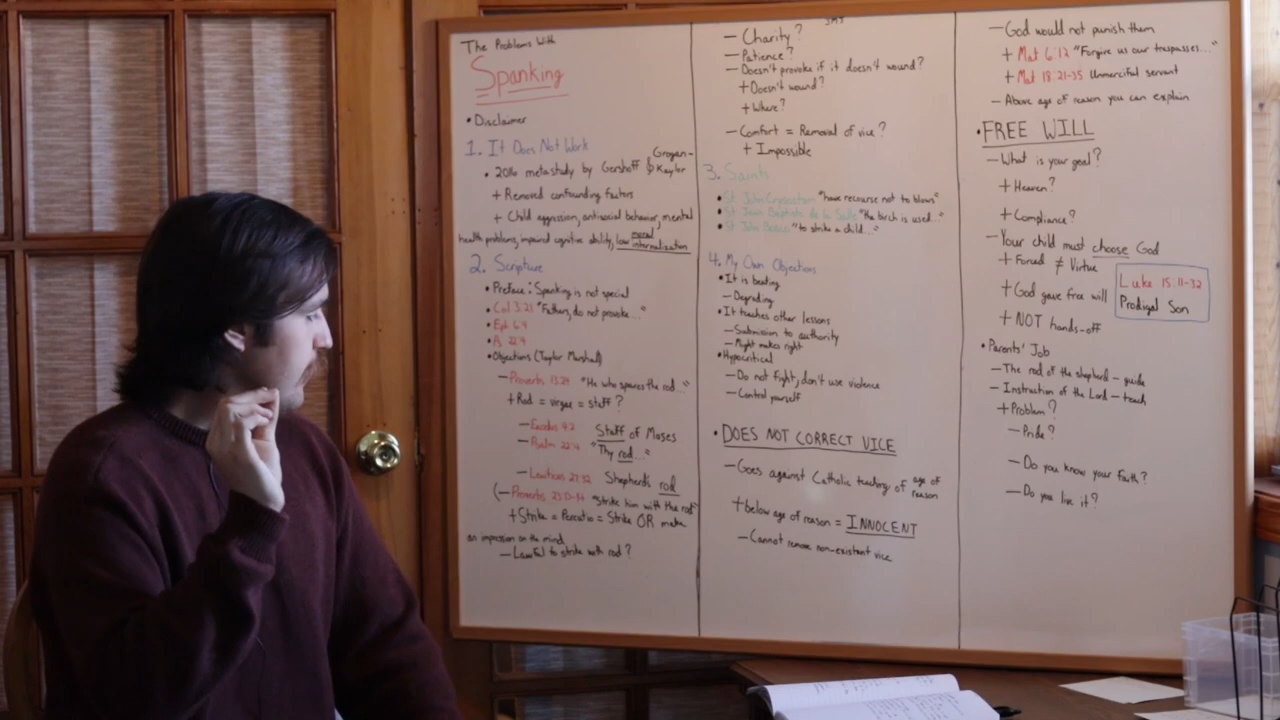 The Problems With
Spanking
• Disclaimer
1. It Does Not Work
• 2016 metastudy by Gershoff & Grogan-Kaylor
+ Removed confounding factors
+ Child aggression, antisocial behavior, mental
health problems, impaired cognitive ability, low moral internalization
2. Scripture
• Preface: Spanking is not special
• Col 3:21 "Fathers, do not provoke..."
• Eph 6:4
• Ps 22:4
• Objections (Taylor Marshall)
— Proverbs 13:24 "He who spares the rod..."
+ Rod = virgae = staff?
— Exodus 4:2 Staff of Moses
— Psalm 22:4 "Thy rod..."
— Leviticus 27:32 Shepherd's rod
(— Proverbs 23:13-14 "Strike him with the rod"
+ Strike = Percutio = Strike OR make
an impression on the mind
— Lawful to strike with rod?
— Charity?
— Patience?
— Doesn't provoke if it doesn't wound?
+ Doesn't wound?
+ Where?
— Comfort = Removal of vice?
+ Impossible
3. Saints
• St John Chrysostom "have recourse not to blows"
• St Jean Baptiste de la Salle "the birch is used..."
• St John Bosco "to strike a child..."
4. My Own Objections
• It is beating
— Degrading
• It teaches other lessons
— Submission to authority
— Might makes right
• Hypocritical
— Do not fight, don't use violence
— Control yourself
• DOES NOT CORRECT VICE
— Goes against Catholic teaching of age of reason
+ below age of reason = INNOCENT
— Cannot remove non-existent vice
— God would not punish them
+ Mat 6:12 "Forgive us our trespasses..."
+ Mat 18:21-35 Unmerciful servant
— Above age of reason you can explain
• FREE WILL
— What is your goal?
+ Heaven?
+ Compliance?
— Your child must choose God
+ Forced ≠ Virtue
+ God gave free will
+ NOT hands-off
Luke 15:11-32
Prodigal Son
• Parents' Job
— The rod of the shepherd — guide
— Instruction of the Lord — teach
+ Problem?
— Pride?
— Do you know your faith?
— Do you live it?